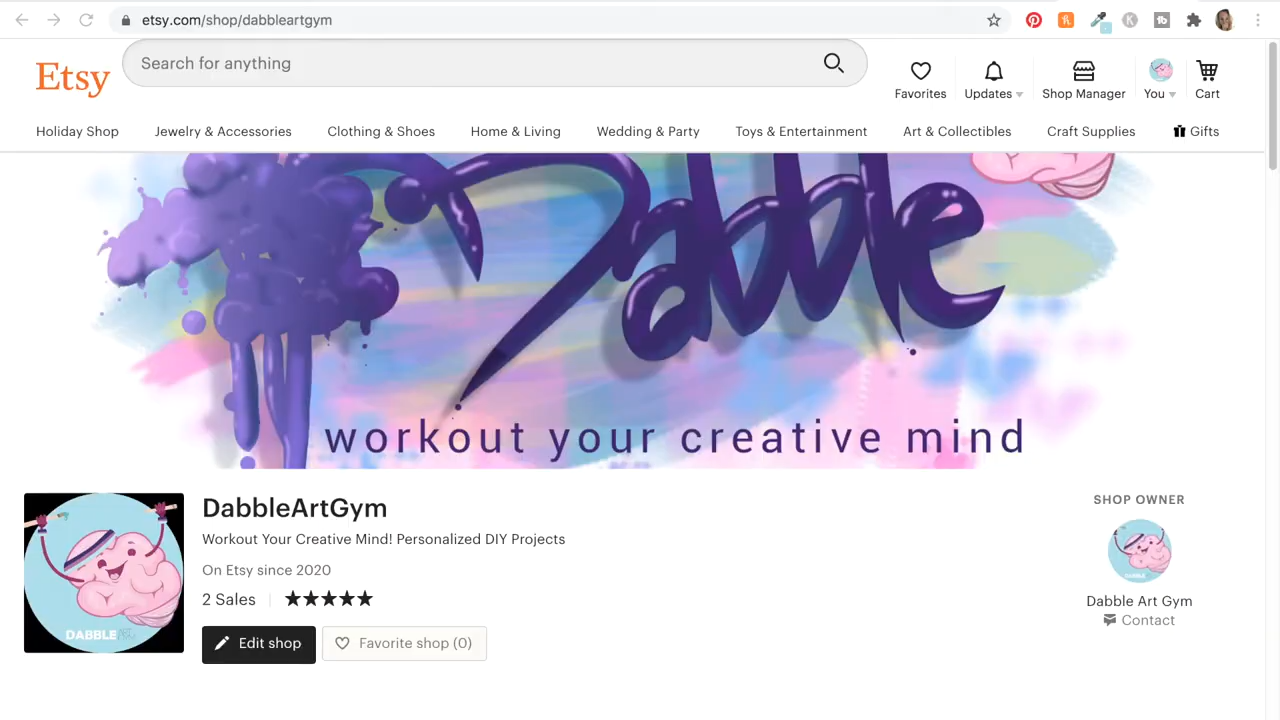 etsy.com/shop/dabbleartgym
Etsy
Search for anything
Favorites
Updates
Shop Manager
You
Cart
Holiday Shop
Jewelry & Accessories
Clothing & Shoes
Home & Living
Wedding & Party
Toys & Entertainment
Art & Collectibles
Craft Supplies
Gifts
Dabble
workout your creative mind
DABBLE
DabbleArtGym
Workout Your Creative Mind! Personalized DIY Projects
On Etsy since 2020
2 Sales
Edit shop
Favorite shop (0)
SHOP OWNER
DABBLE
Dabble Art Gym
Contact